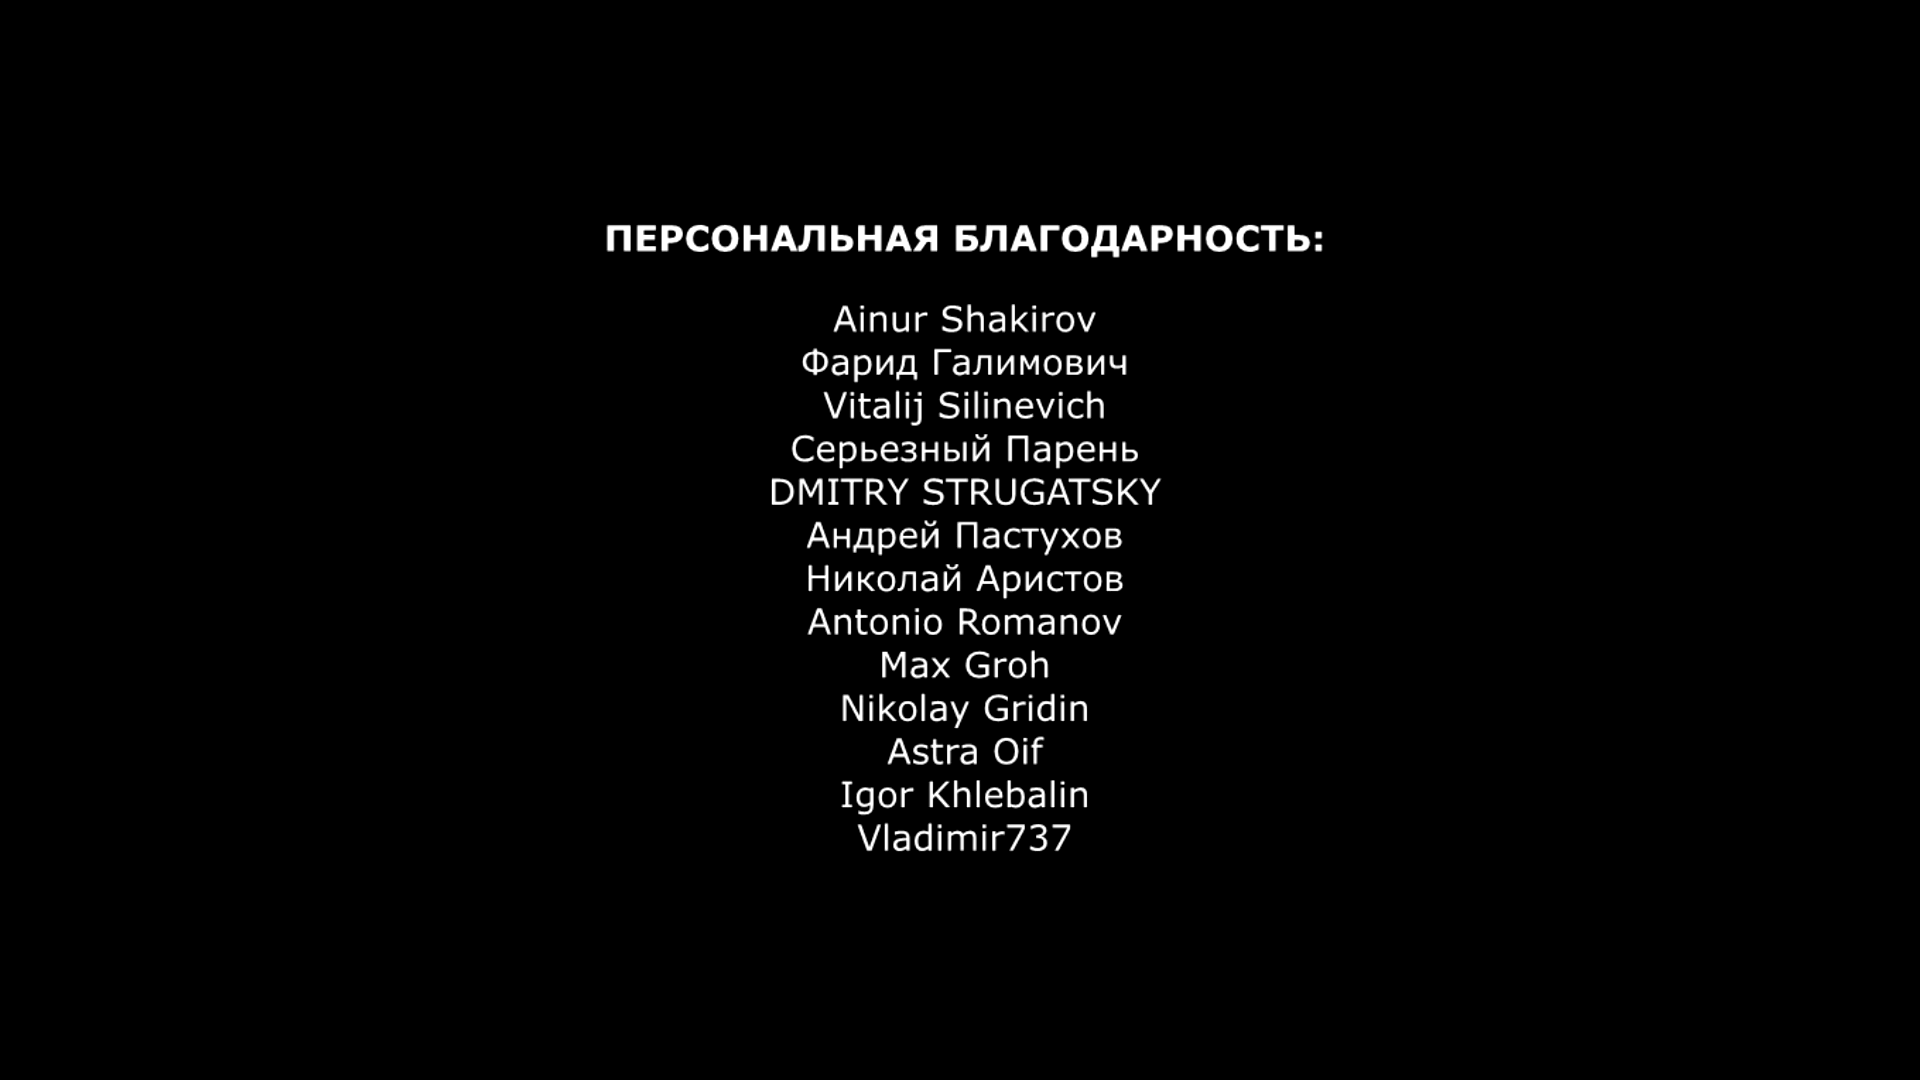 ПЕРСОНАЛЬНАЯ БЛАГОДАРНОСТЬ:
Ainur Shakirov
Фарид Галимович
Vitalij Silinevich
Серьезный Парень
DMITRY STRUGATSKY
Андрей Пастухов
Николай Аристов
Antonio Romanov
Max Groh
Nikolay Gridin
Astra Oif
Igor Khlebalin
Vladimir737